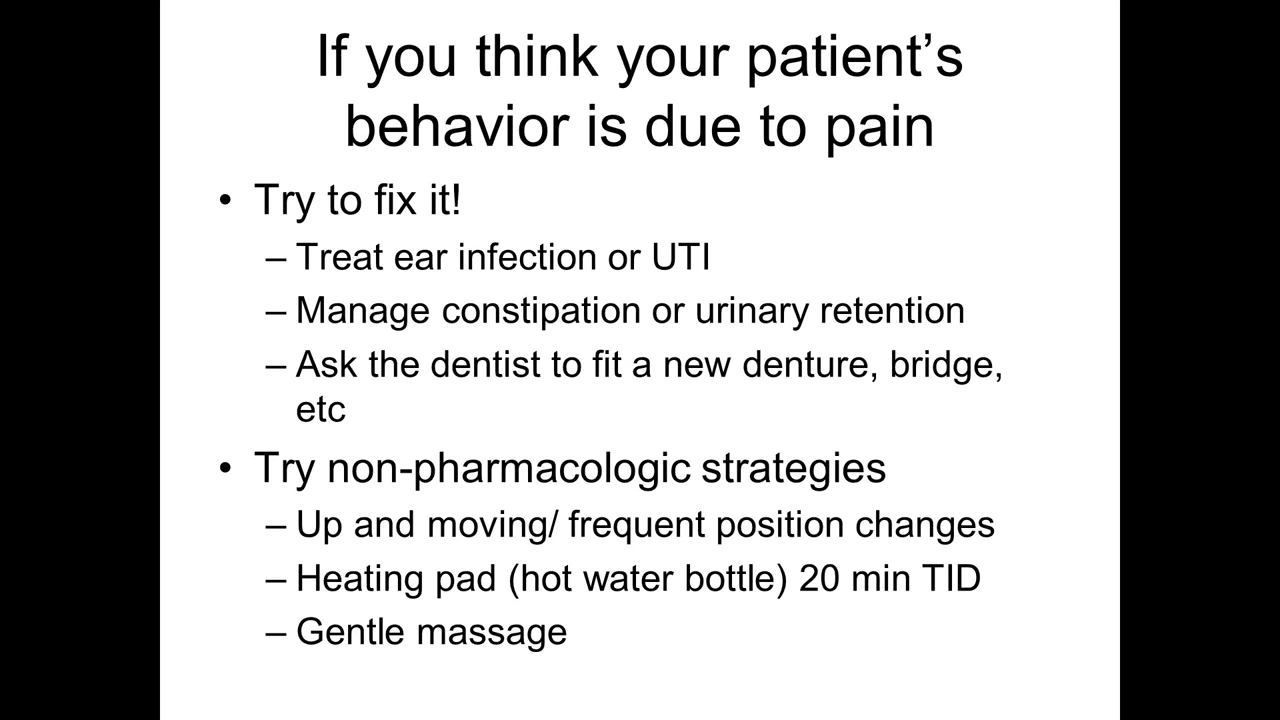 If you think your patient’s
behavior is due to pain
• Try to fix it!
– Treat ear infection or UTI
– Manage constipation or urinary retention
– Ask the dentist to fit a new denture, bridge,
etc
• Try non-pharmacologic strategies
– Up and moving/ frequent position changes
– Heating pad (hot water bottle) 20 min TID
– Gentle massage